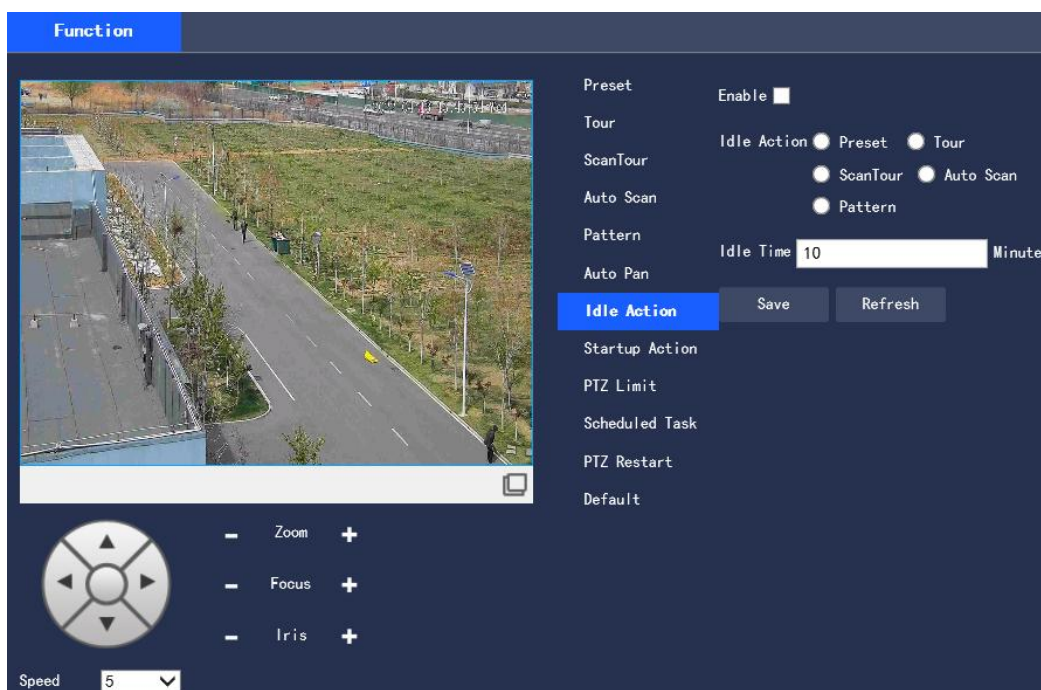 Function
Preset
Tour
ScanTour
Auto Scan
Pattern
Auto Pan
Idle Action
Startup Action
PTZ Limit
Scheduled Task
PTZ Restart
Default
Enable
Idle Action Preset Tour
ScanTour Auto Scan
Pattern
Idle Time 10 Minute
Save Refresh
- Zoom +
- Focus +
- Iris +
Speed 5